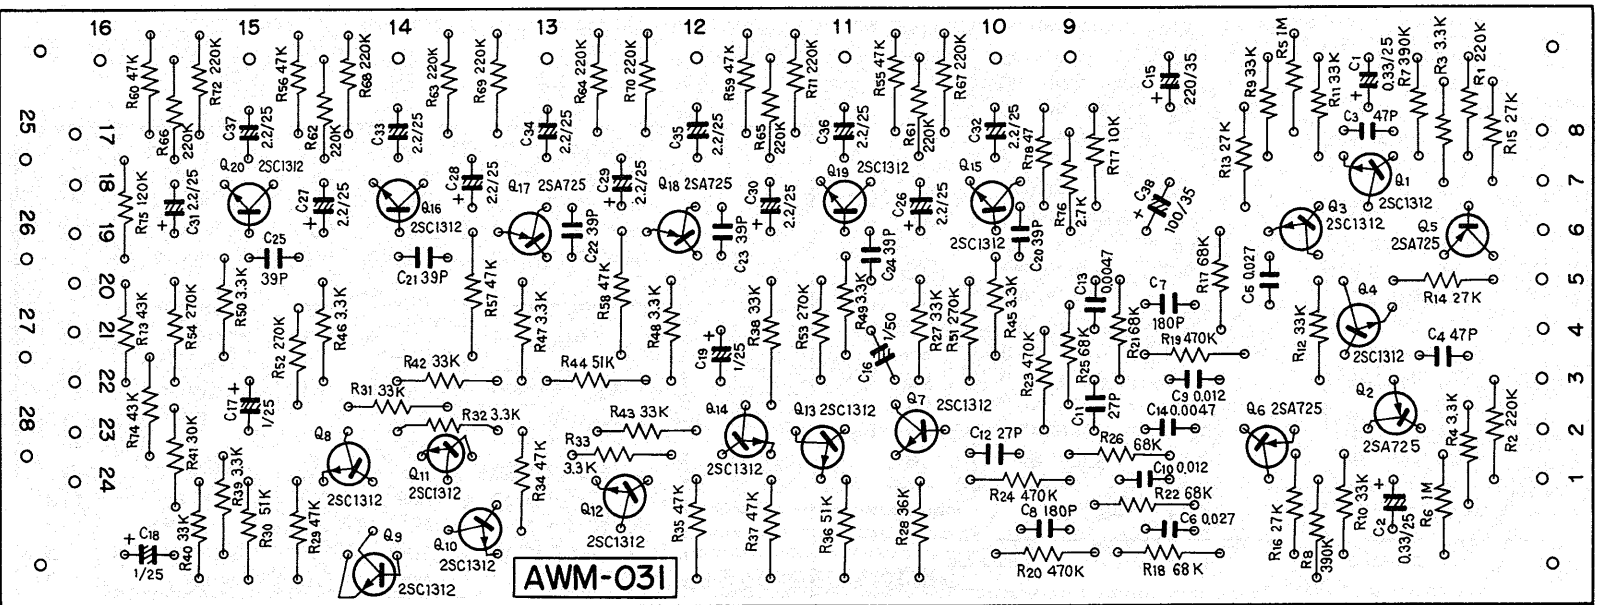 16 15 14 13 12 11 10 9
R60 47K
R66 220K
R72 220K
C37 2.2/25
R56 47K
R62 220K
R68 220K
C33 2.2/25
R63 220K
R69 220K
C34 2.2/25
R64 220K
R70 220K
C35 2.2/25
R59 47K
R65 220K
R71 220K
C36 2.2/25
R55 47K
R61 220K
R67 220K
C32 2.2/25
R78 47
R76 2.7K
R77 10K
C15 220/35
R13 27K
R9 33K
R5 1M
R11 33K
C1 0.33/25
R7 390K
R3 3.3K
R1 220K
R15 27K
C3 47P
25
17
18
26
19
20
27
21
22
28
23
24
8
7
6
5
4
3
2
1
R75 120K
C31 2.2/25
Q20 2SC1312
C27 2.2/25
Q16 2SC1312
C28 2.2/25
Q17 2SA725
C22 39P
C29 2.2/25
Q18 2SA725
C23 39P
C30 2.2/25
Q19 2SC1312
C24 39P
C26 2.2/25
Q15 2SC1312
C20 39P
C38 100/35
Q1 2SC1312
Q3 2SC1312
Q5 2SA725
C25 39P
C21 39P
R73 43K
R54 270K
R50 3.3K
R52 270K
R46 3.3K
R57 47K
R47 3.3K
R58 47K
R48 3.3K
C19 1/25
R38 33K
R53 270K
R49 3.3K
C16 1/50
R27 33K
R51 270K
R45 3.3K
R23 470K
R25 68K
C13 0.0047
R21 68K
C7 180P
R17 68K
C5 0.027
R12 33K
Q4 2SC1312
R14 27K
C4 47P
R19 470K
C9 0.012
C11 27P
C14 0.0047
R42 33K
R44 51K
R31 33K
R32 3.3K
R43 33K
R33 3.3K
C17 1/25
R74 43K
R41 30K
R39 3.3K
R40 33K
C18 1/25
R30 51K
R29 47K
Q8 2SC1312
Q11 2SC1312
Q10 2SC1312
Q9 2SC1312
R34 47K
Q12 2SC1312
Q14 2SC1312
Q13 2SC1312
Q7 2SC1312
R35 47K
R37 47K
R36 51K
R28 36K
C12 27P
R26 68K
C10 0.012
R24 470K
R22 68K
C8 180P
C6 0.027
R20 470K
R18 68K
Q6 2SA725
Q2 2SA725
R16 27K
R8 390K
R10 33K
C2 0.33/25
R6 1M
R4 3.3K
R2 220K
AWM-031